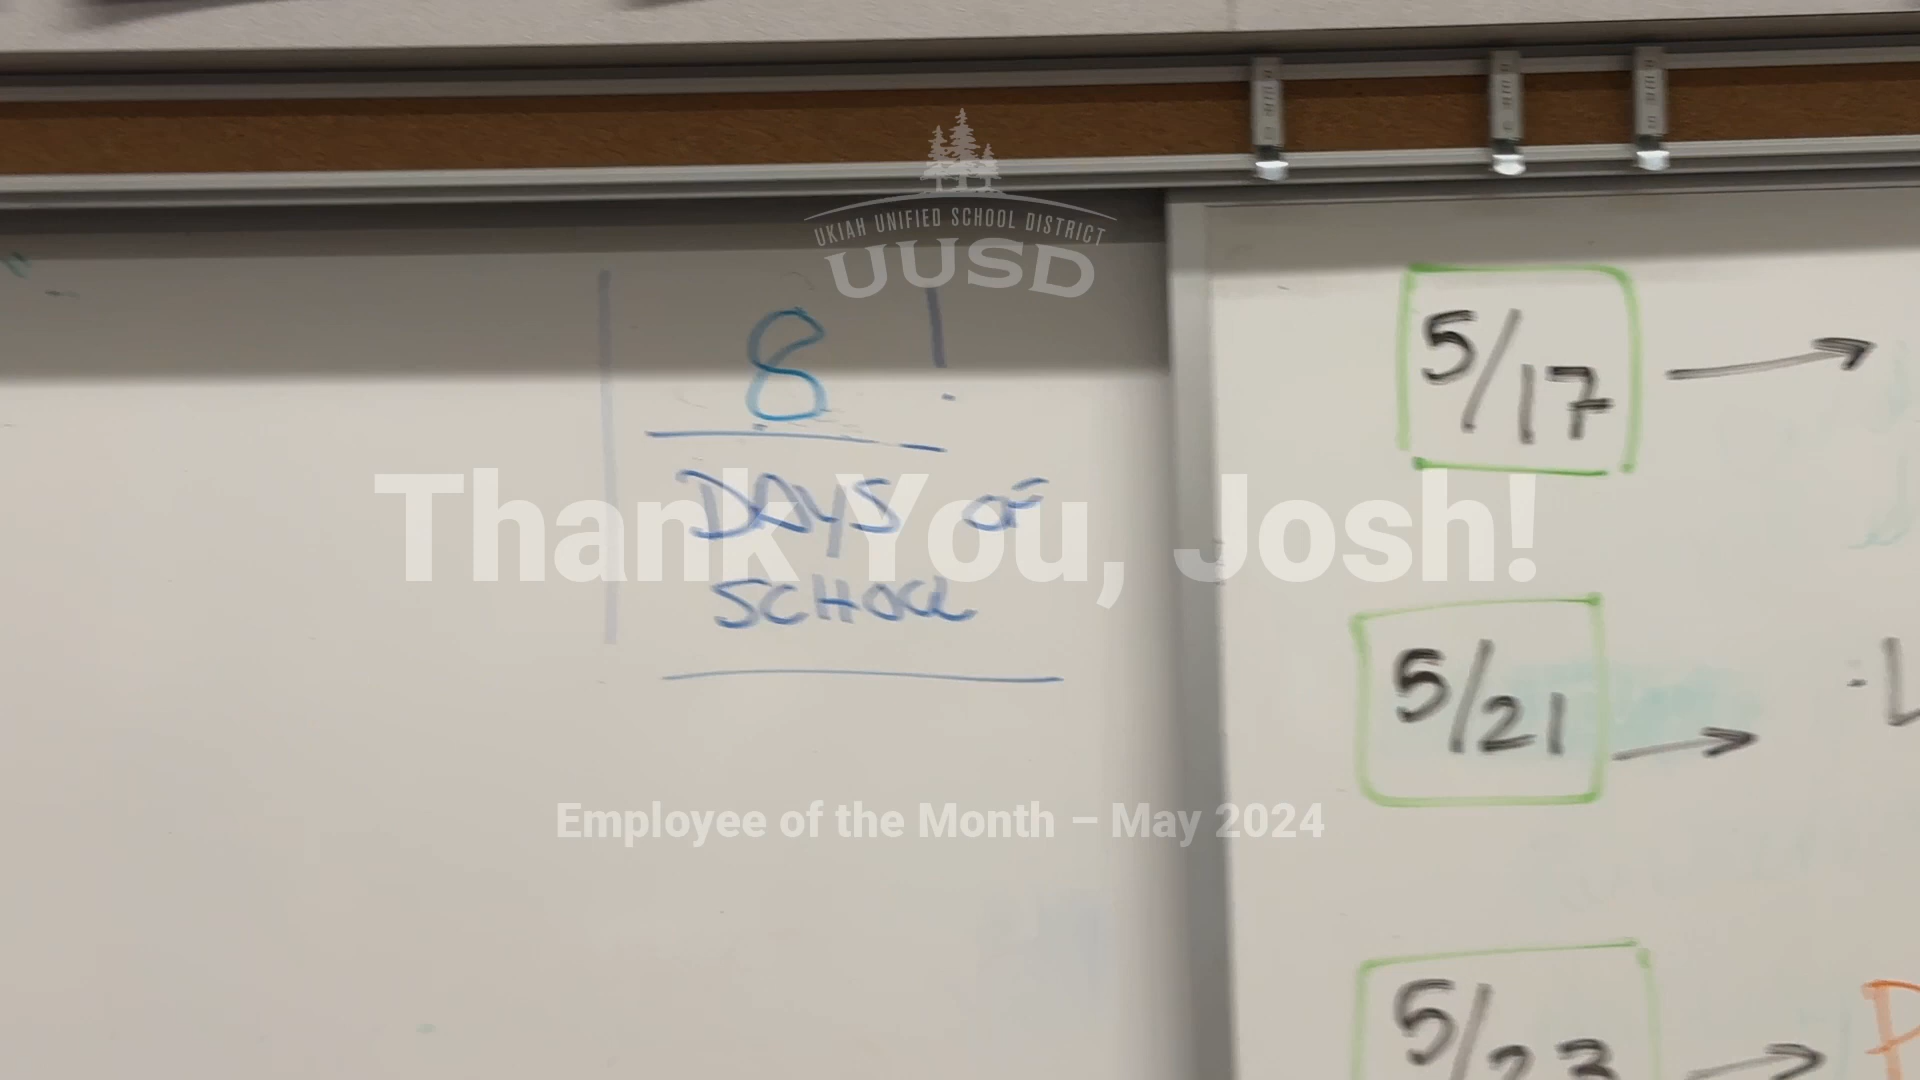 UKIAH UNIFIED SCHOOL DISTRICT
UUSD
8!
DAYS OF
SCHOOL
Thank You, Josh!
Employee of the Month – May 2024
5/17
5/21
5/23